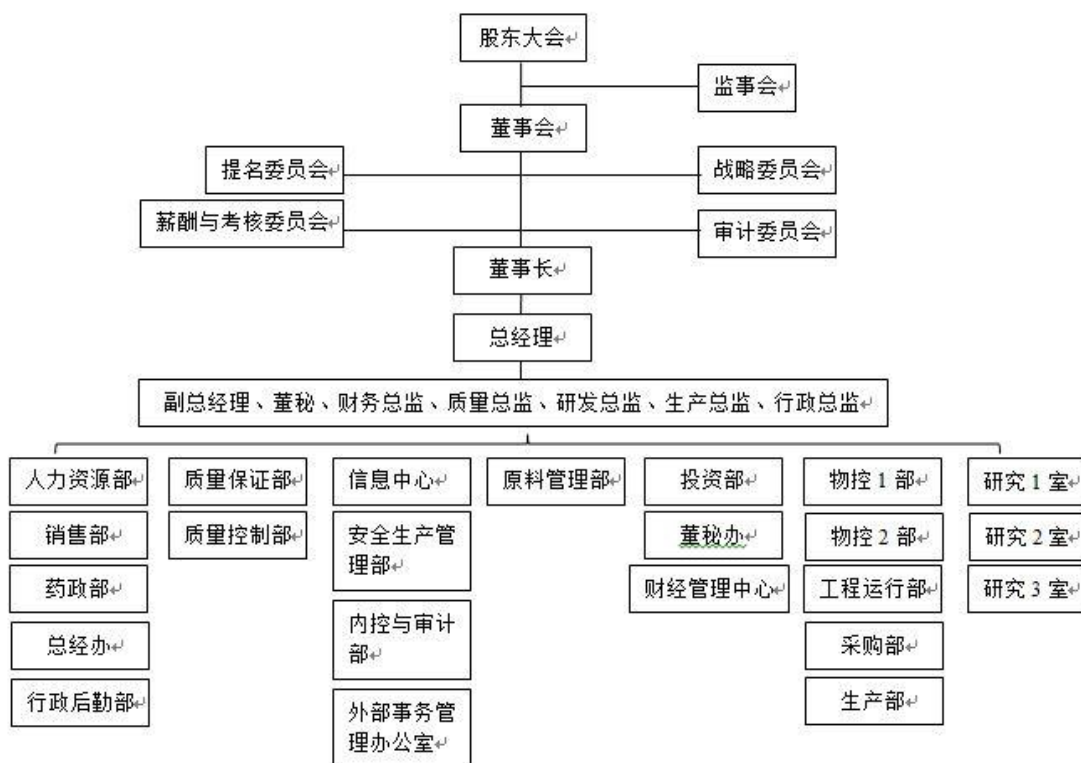 股东大会
监事会
董事会
提名委员会
战略委员会
薪酬与考核委员会
审计委员会
董事长
总经理
副总经理、董秘、财务总监、质量总监、研发总监、生产总监、行政总监
人力资源部
销售部
药政部
总经办
行政后勤部
质量保证部
质量控制部
信息中心
安全生产管
理部
内控与审计
部
外部事务管
理办公室
原料管理部
投资部
董秘办
财经管理中心
物控1部
物控2部
工程运行部
采购部
生产部
研究1室
研究2室
研究3室